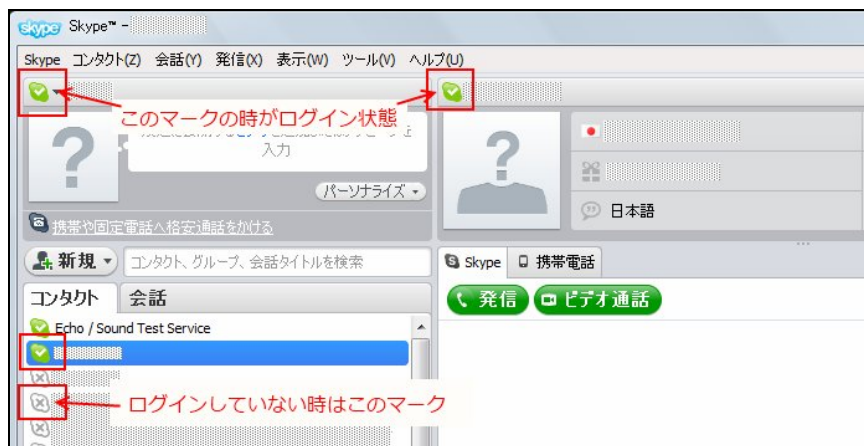 skype Skype™ -
Skype コンタクト(Z) 会話(Y) 発信(X) 表示(W) ツール(V) ヘルプ(U)
このマークの時がログイン状態
入力
パーソナライズ
日本語
携帯や固定電話へ格安通話をかける
新規 コンタクト、グループ、会話タイトルを検索
Skype 携帯電話
コンタクト 会話
発信 ビデオ通話
Echo / Sound Test Service
ログインしていない時はこのマーク